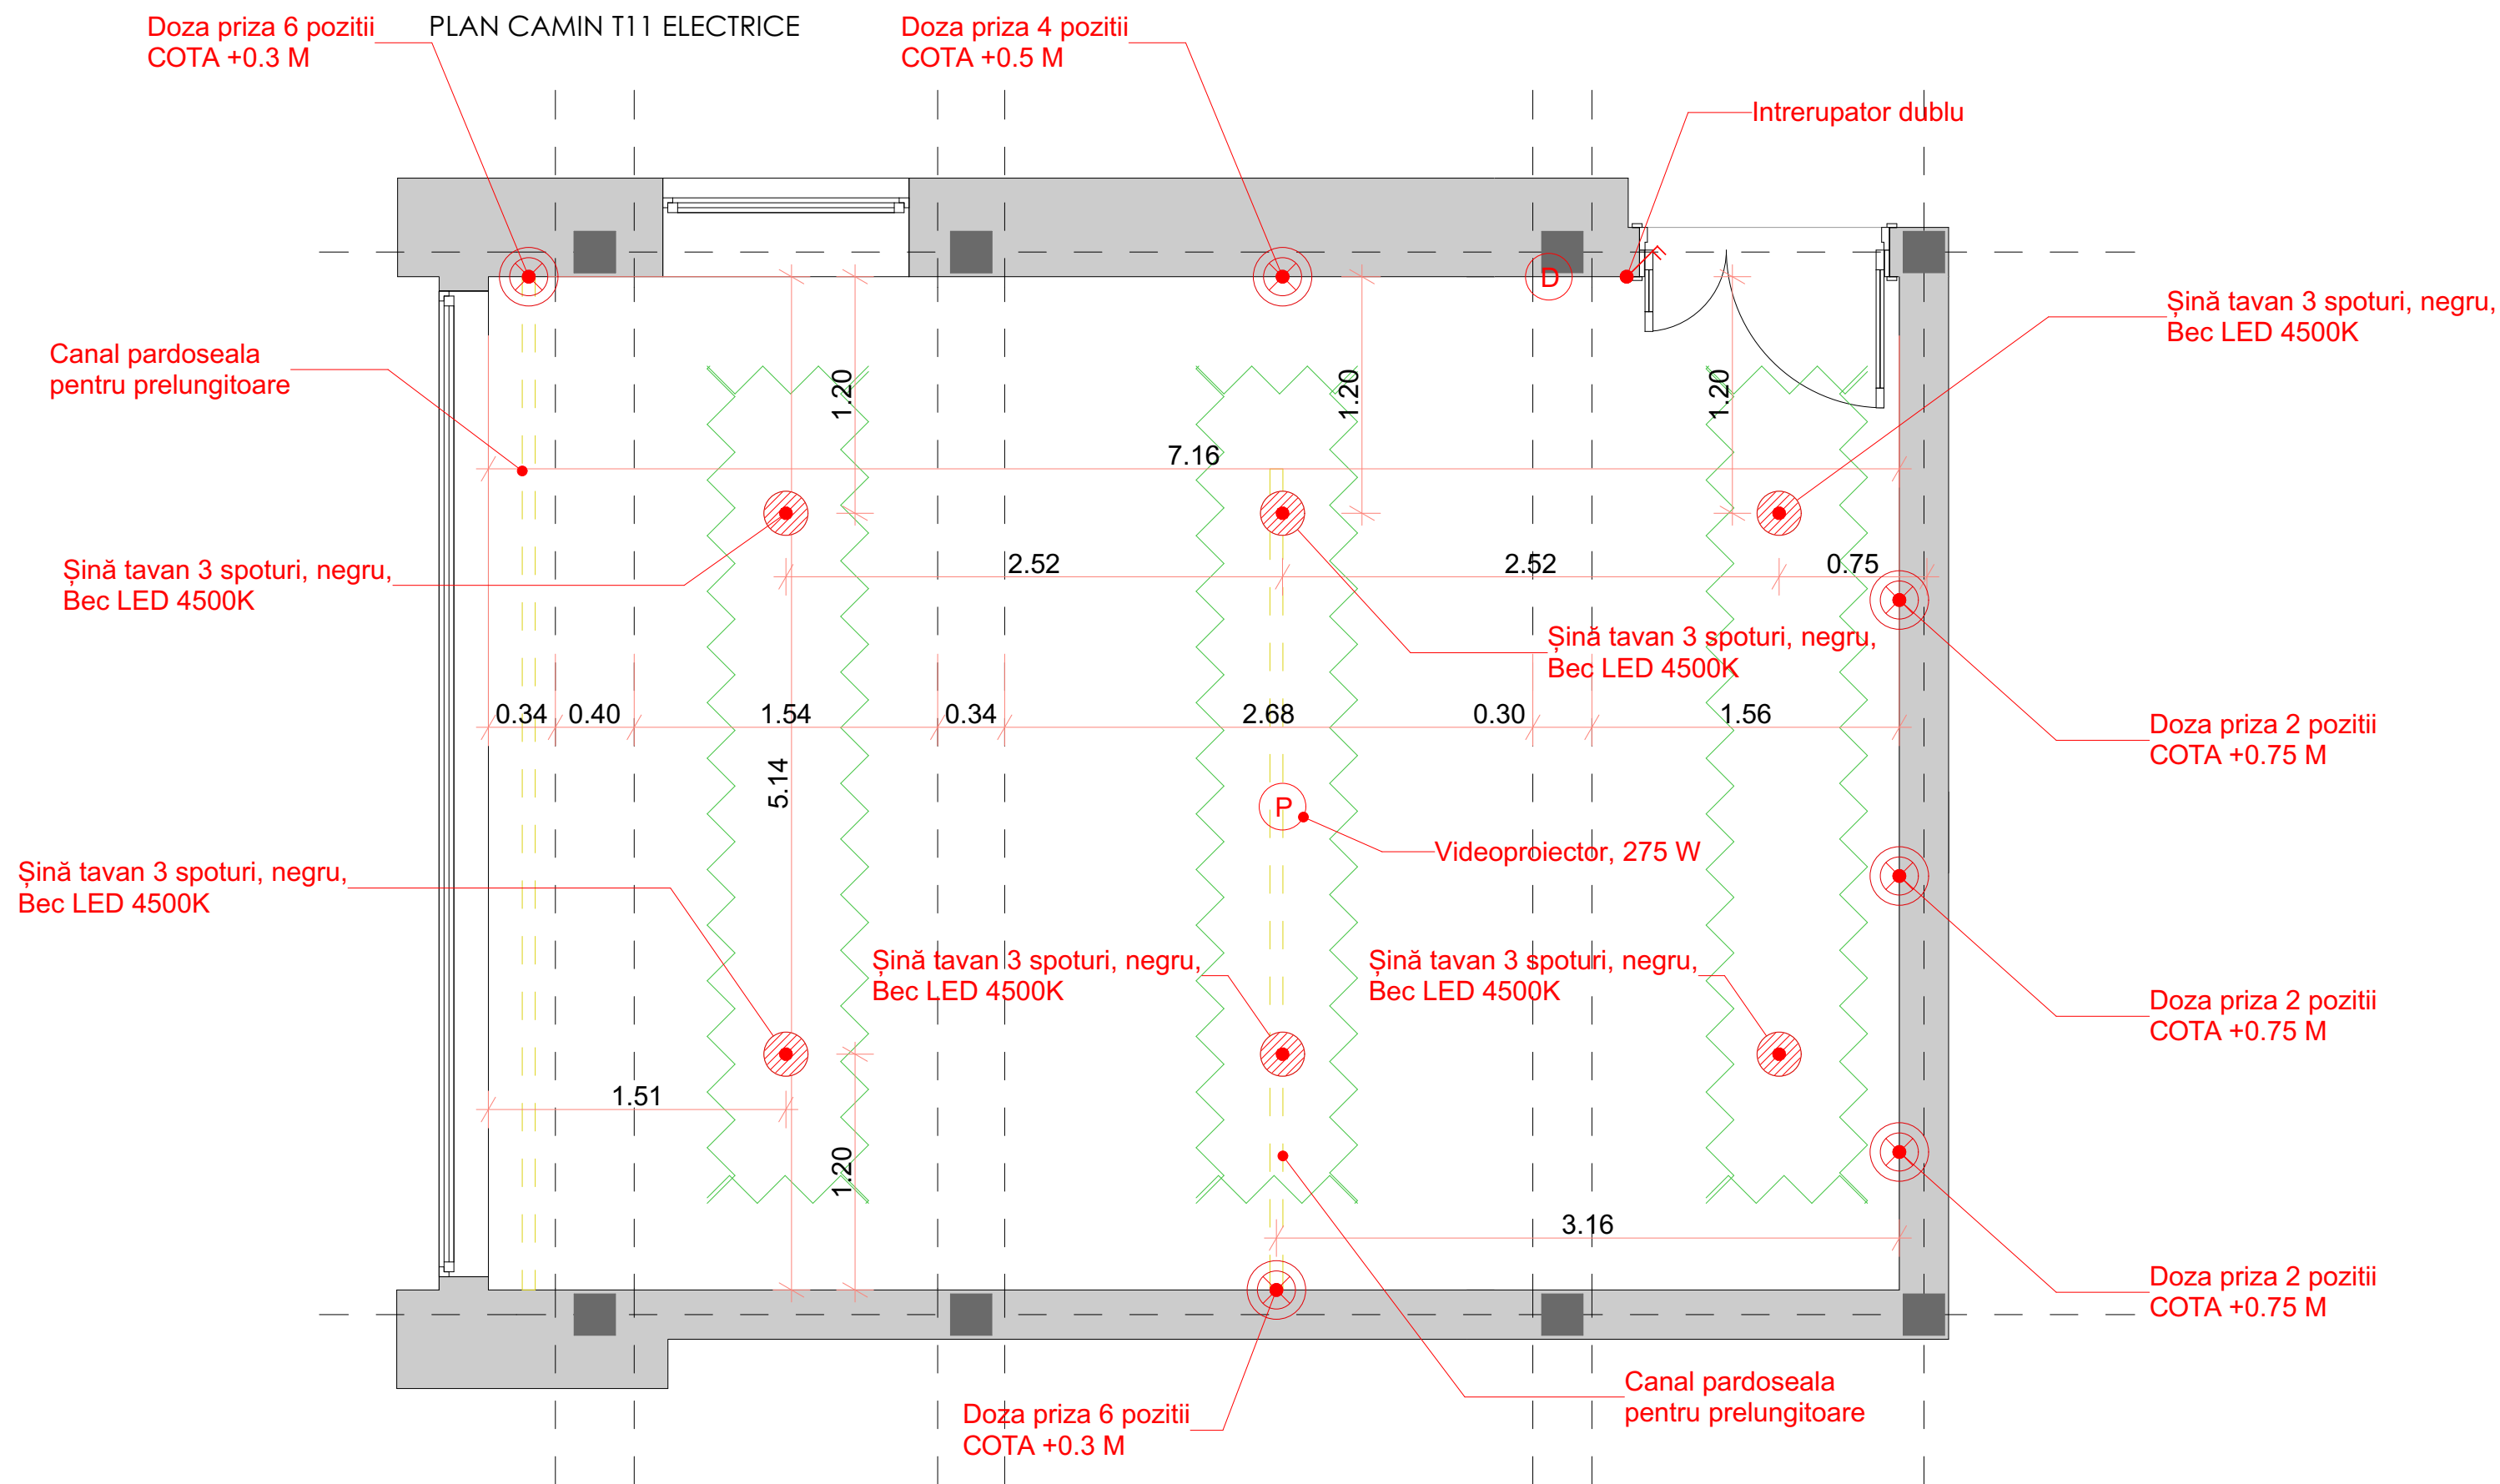 Doza priza 6 pozitii
COTA +0.3 M
PLAN CAMIN T11 ELECTRICE
Doza priza 4 pozitii
COTA +0.5 M
Intrerupator dublu
D
Șină tavan 3 spoturi, negru,
Bec LED 4500K
Canal pardoseala
pentru prelungitoare
1.20
1.20
1.20
7.16
Șină tavan 3 spoturi, negru,
Bec LED 4500K
2.52
2.52
0.75
Șină tavan 3 spoturi, negru,
Bec LED 4500K
0.34
0.40
1.54
0.34
2.68
0.30
1.56
Doza priza 2 pozitii
COTA +0.75 M
5.14
P
Videoproiector, 275 W
Șină tavan 3 spoturi, negru,
Bec LED 4500K
Șină tavan 3 spoturi, negru,
Bec LED 4500K
Șină tavan 3 spoturi, negru,
Bec LED 4500K
Doza priza 2 pozitii
COTA +0.75 M
1.51
1.20
3.16
Doza priza 2 pozitii
COTA +0.75 M
Canal pardoseala
pentru prelungitoare
Doza priza 6 pozitii
COTA +0.3 M